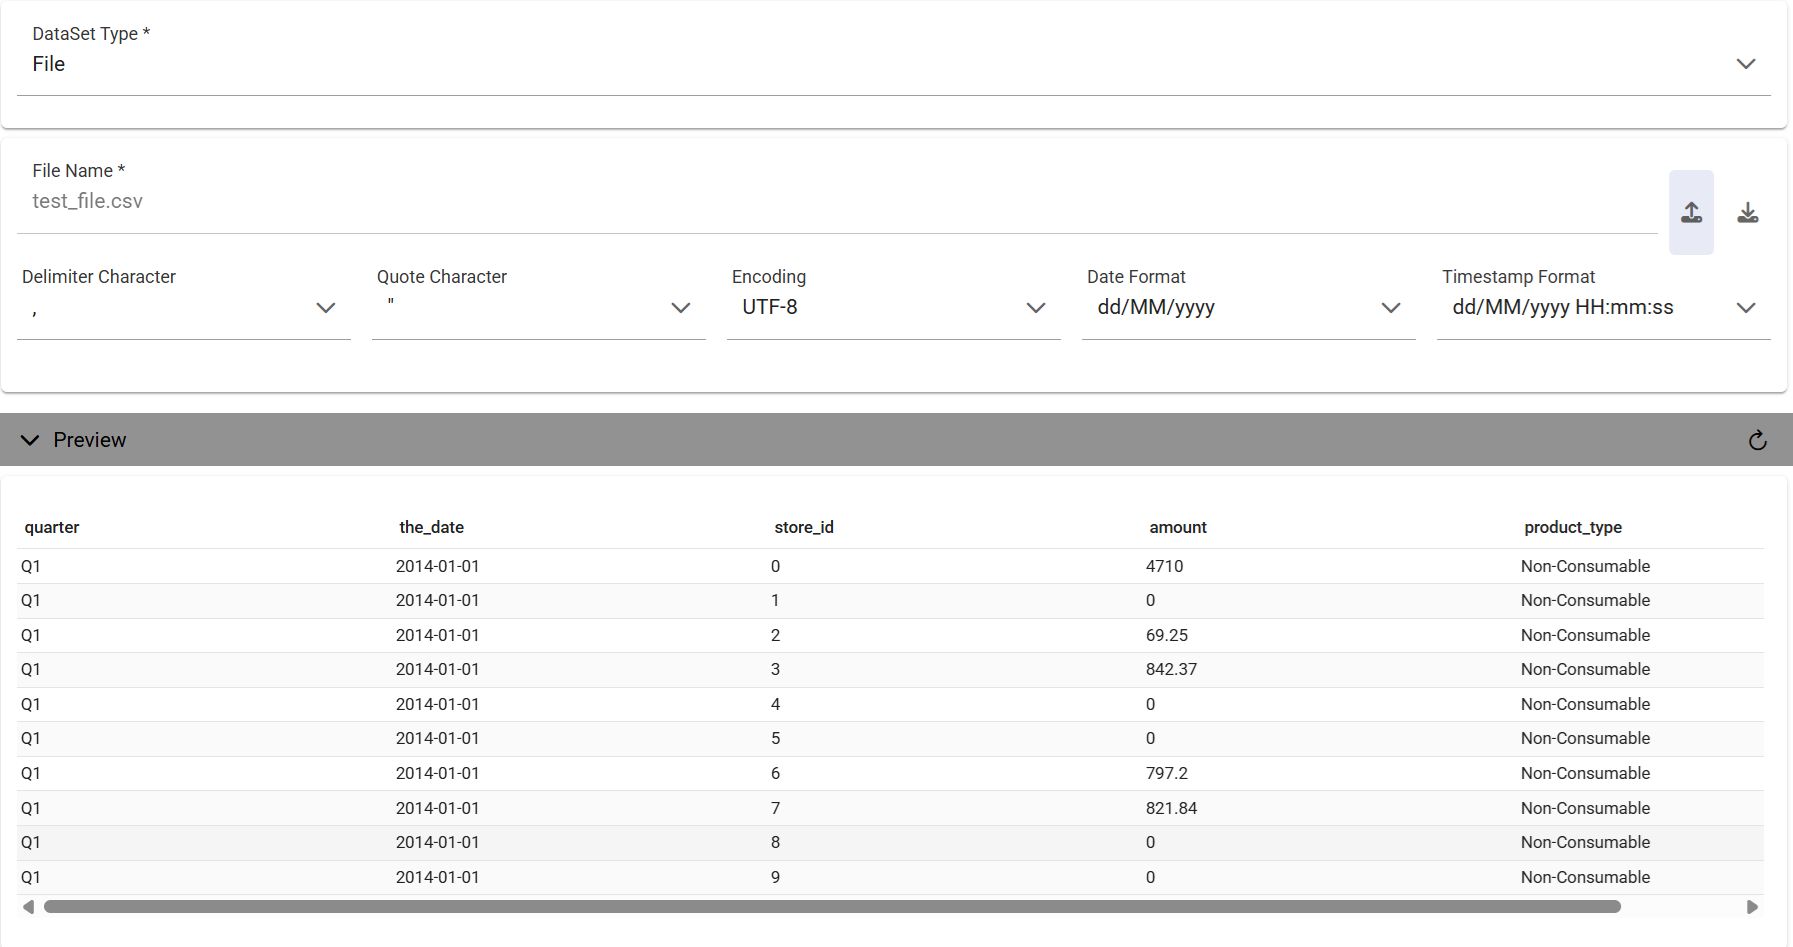 DataSet Type *
File
File Name *
test_file.csv
Delimiter Character Quote Character Encoding Date Format Timestamp Format
, " UTF-8 dd/MM/yyyy dd/MM/yyyy HH:mm:ss
Preview
quarter the_date store_id amount product_type
Q1 2014-01-01 0 4710 Non-Consumable
Q1 2014-01-01 1 0 Non-Consumable
Q1 2014-01-01 2 69.25 Non-Consumable
Q1 2014-01-01 3 842.37 Non-Consumable
Q1 2014-01-01 4 0 Non-Consumable
Q1 2014-01-01 5 0 Non-Consumable
Q1 2014-01-01 6 797.2 Non-Consumable
Q1 2014-01-01 7 821.84 Non-Consumable
Q1 2014-01-01 8 0 Non-Consumable
Q1 2014-01-01 9 0 Non-Consumable